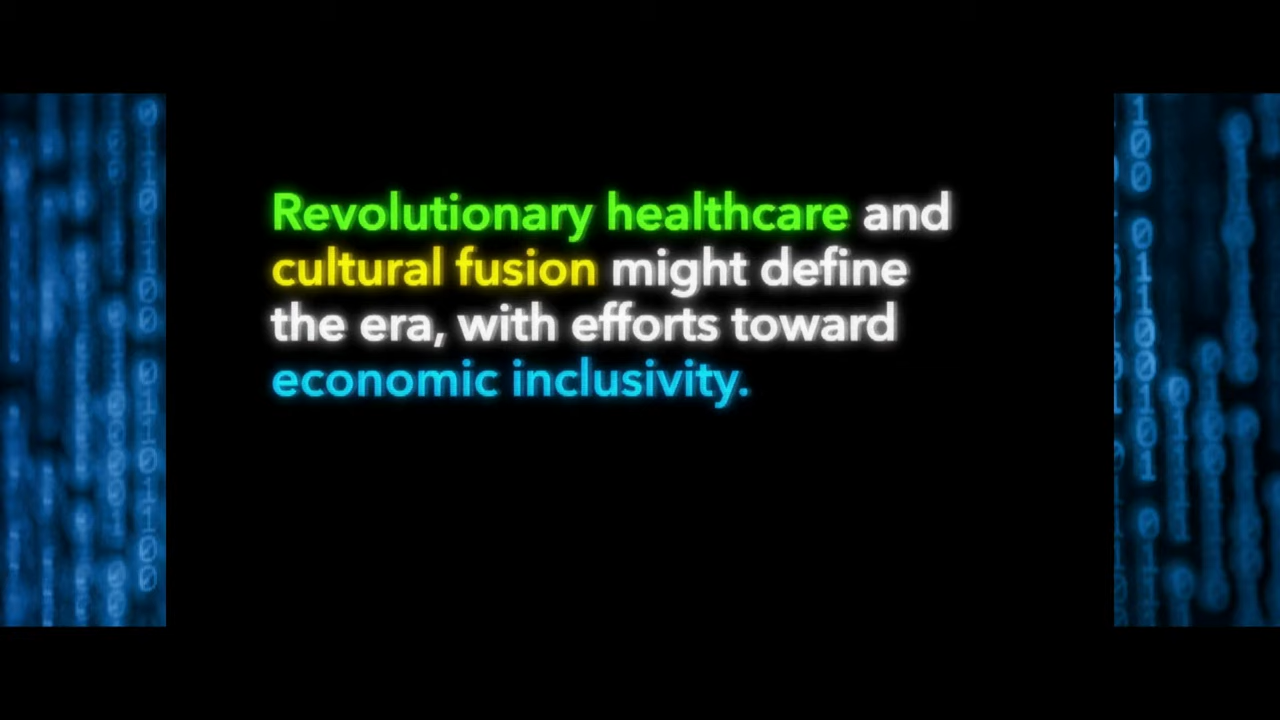 Revolutionary healthcare and
cultural fusion might define
the era, with efforts toward
economic inclusivity.